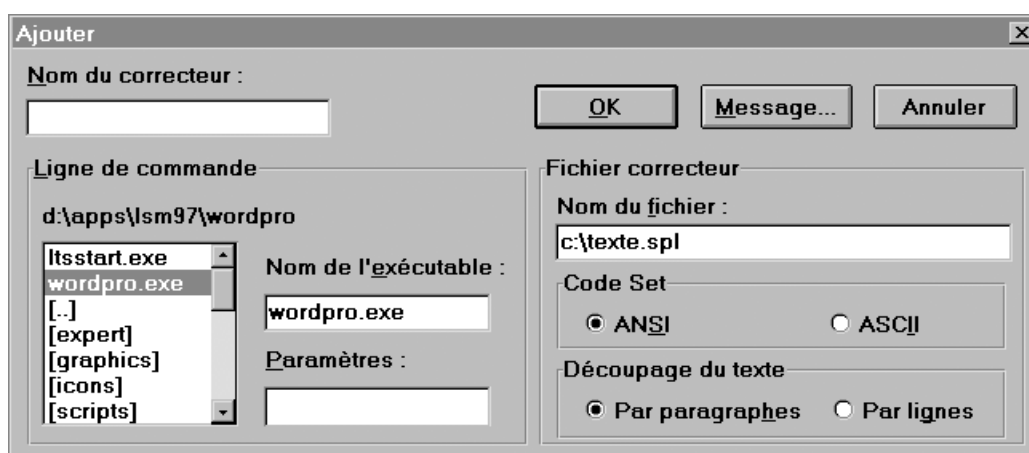 Ajouter
Nom du correcteur :
OK
Message...
Annuler
Ligne de commande
d:\apps\lsm97\wordpro
ltsstart.exe
wordpro.exe
[..]
[expert]
[graphics]
[icons]
[scripts]
Nom de l'exécutable :
wordpro.exe
Paramètres :
Fichier correcteur
Nom du fichier :
c:\texte.spl
Code Set
ANSI
ASCII
Découpage du texte
Par paragraphes
Par lignes